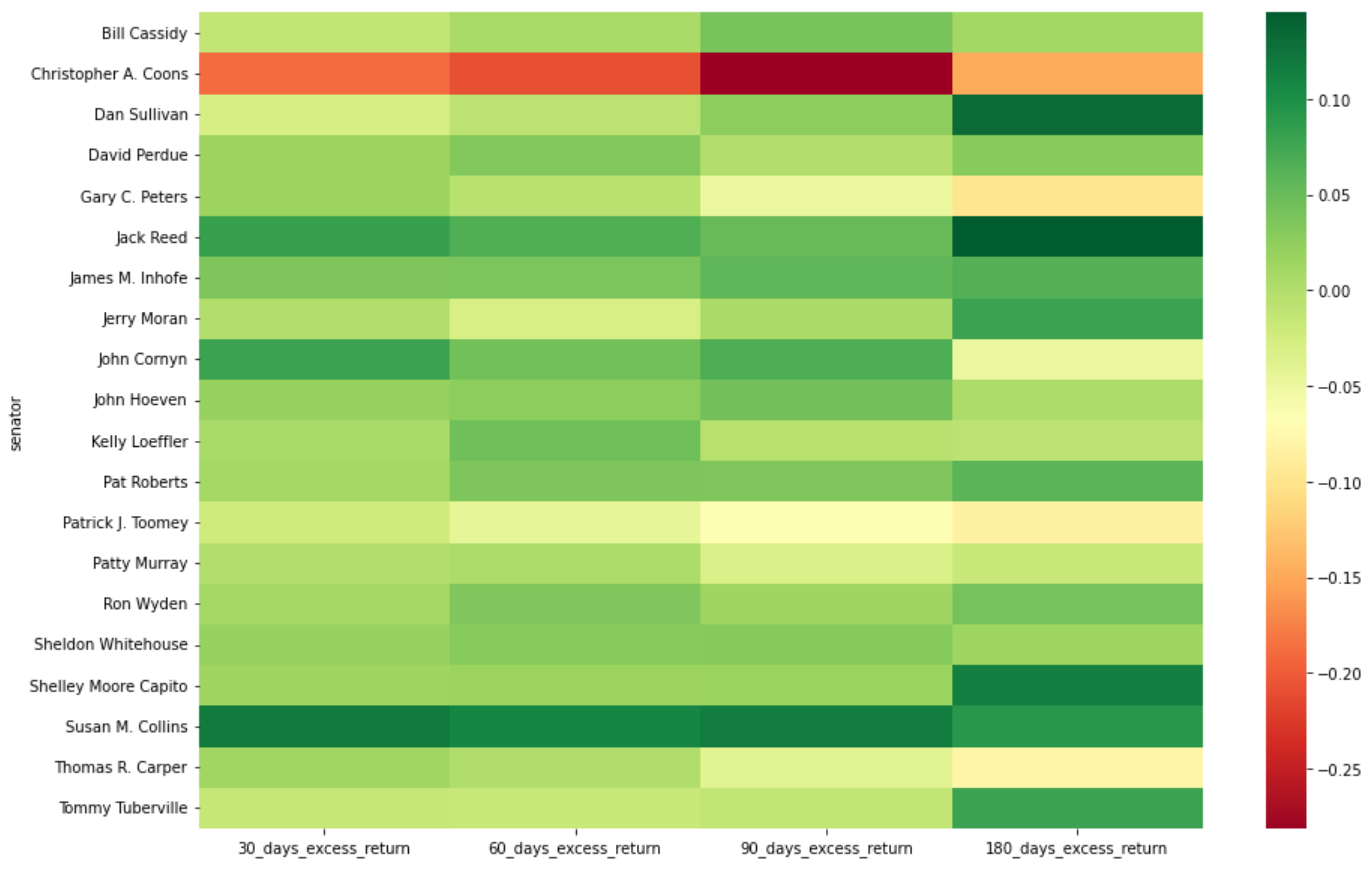 Bill Cassidy
Christopher A. Coons
Dan Sullivan
David Perdue
Gary C. Peters
Jack Reed
James M. Inhofe
Jerry Moran
John Cornyn
John Hoeven
Kelly Loeffler
Pat Roberts
Patrick J. Toomey
Patty Murray
Ron Wyden
Sheldon Whitehouse
Shelley Moore Capito
Susan M. Collins
Thomas R. Carper
Tommy Tuberville
senator
30_days_excess_return
60_days_excess_return
90_days_excess_return
180_days_excess_return
0.10
0.05
0.00
−0.05
−0.10
−0.15
−0.20
−0.25